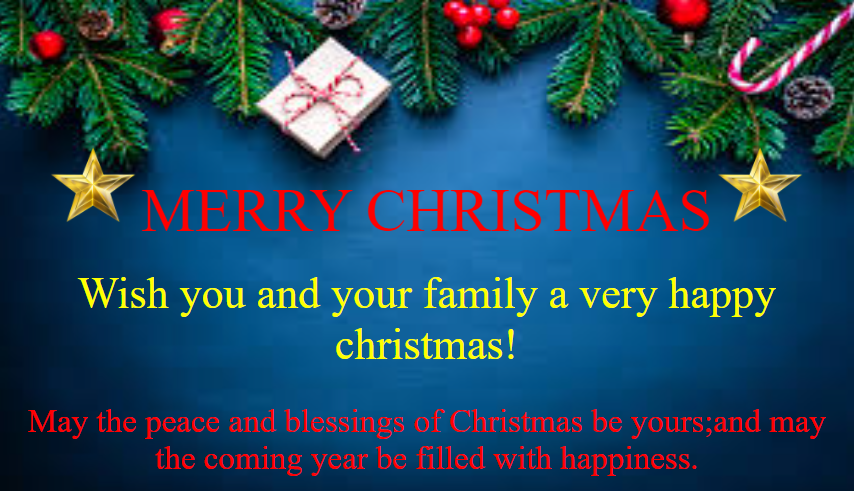 MERRY CHRISTMAS
Wish you and your family a very happy
christmas!
May the peace and blessings of Christmas be yours;and may
the coming year be filled with happiness.